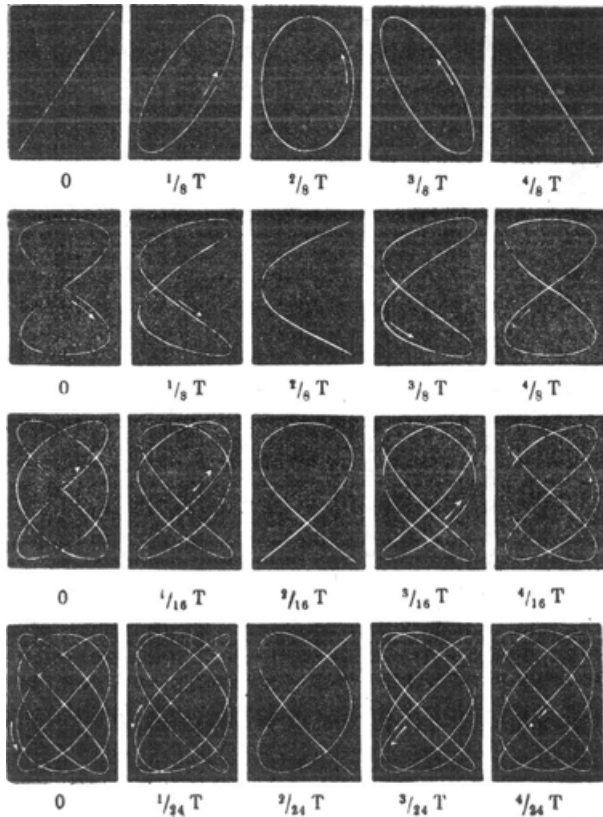 0 ¹/₈ T ²/₈ T ³/₈ T ⁴/₈ T
0 ¹/₈ T ²/₈ T ³/₈ T ⁴/₈ T
0 ¹/₁₆ T ²/₁₆ T ³/₁₆ T ⁴/₁₆ T
0 ¹/₂₄ T ²/₂₄ T ³/₂₄ T ⁴/₂₄ T